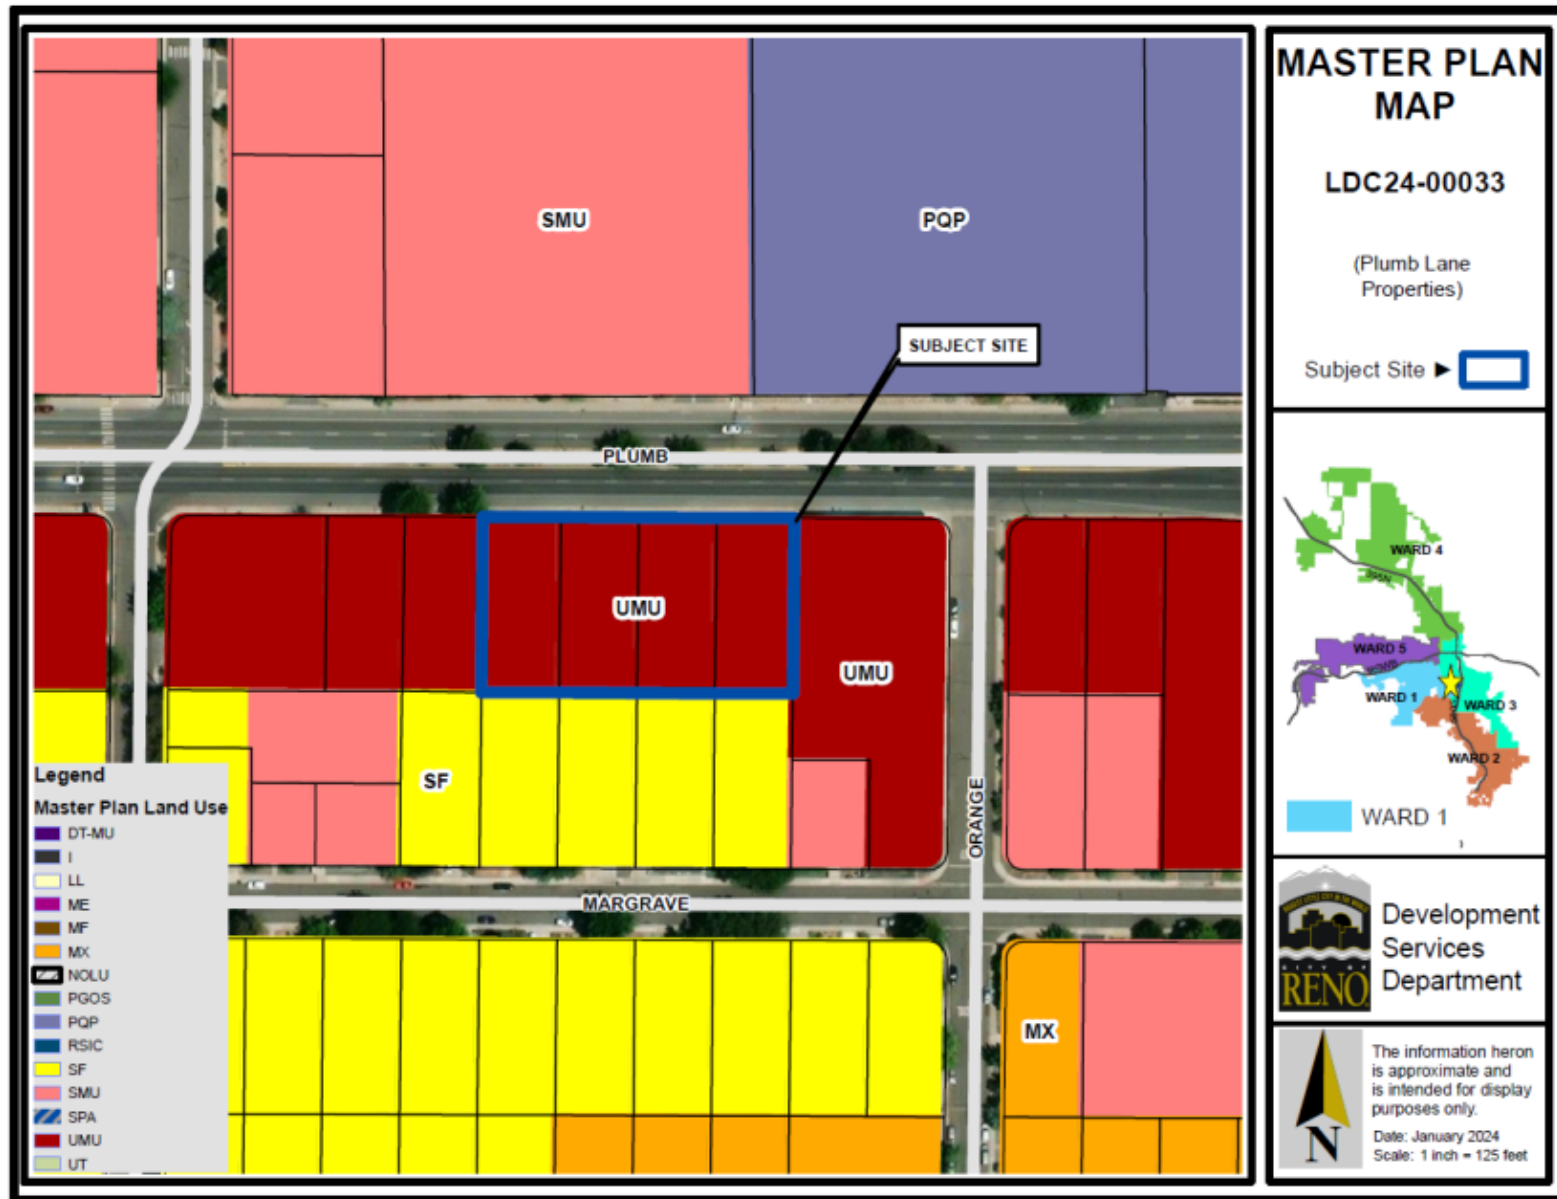 SMU
PQP
SUBJECT SITE
PLUMB
UMU
UMU
SF
ORANGE
MARGRAVE
MX
Legend
Master Plan Land Use
DT-MU
I
LL
ME
MF
MX
NOLU
PGOS
PQP
RSIC
SF
SMU
SPA
UMU
UT
MASTER PLAN
MAP
LDC24-00033
(Plumb Lane
Properties)
Subject Site ►
WARD 4
395N
WARD 5
WARD 1
WARD 3
WARD 2
WARD 1
CITY OF
RENO
Development
Services
Department
The information heron
is approximate and
is intended for display
purposes only.
Date: January 2024
Scale: 1 inch = 125 feet
N